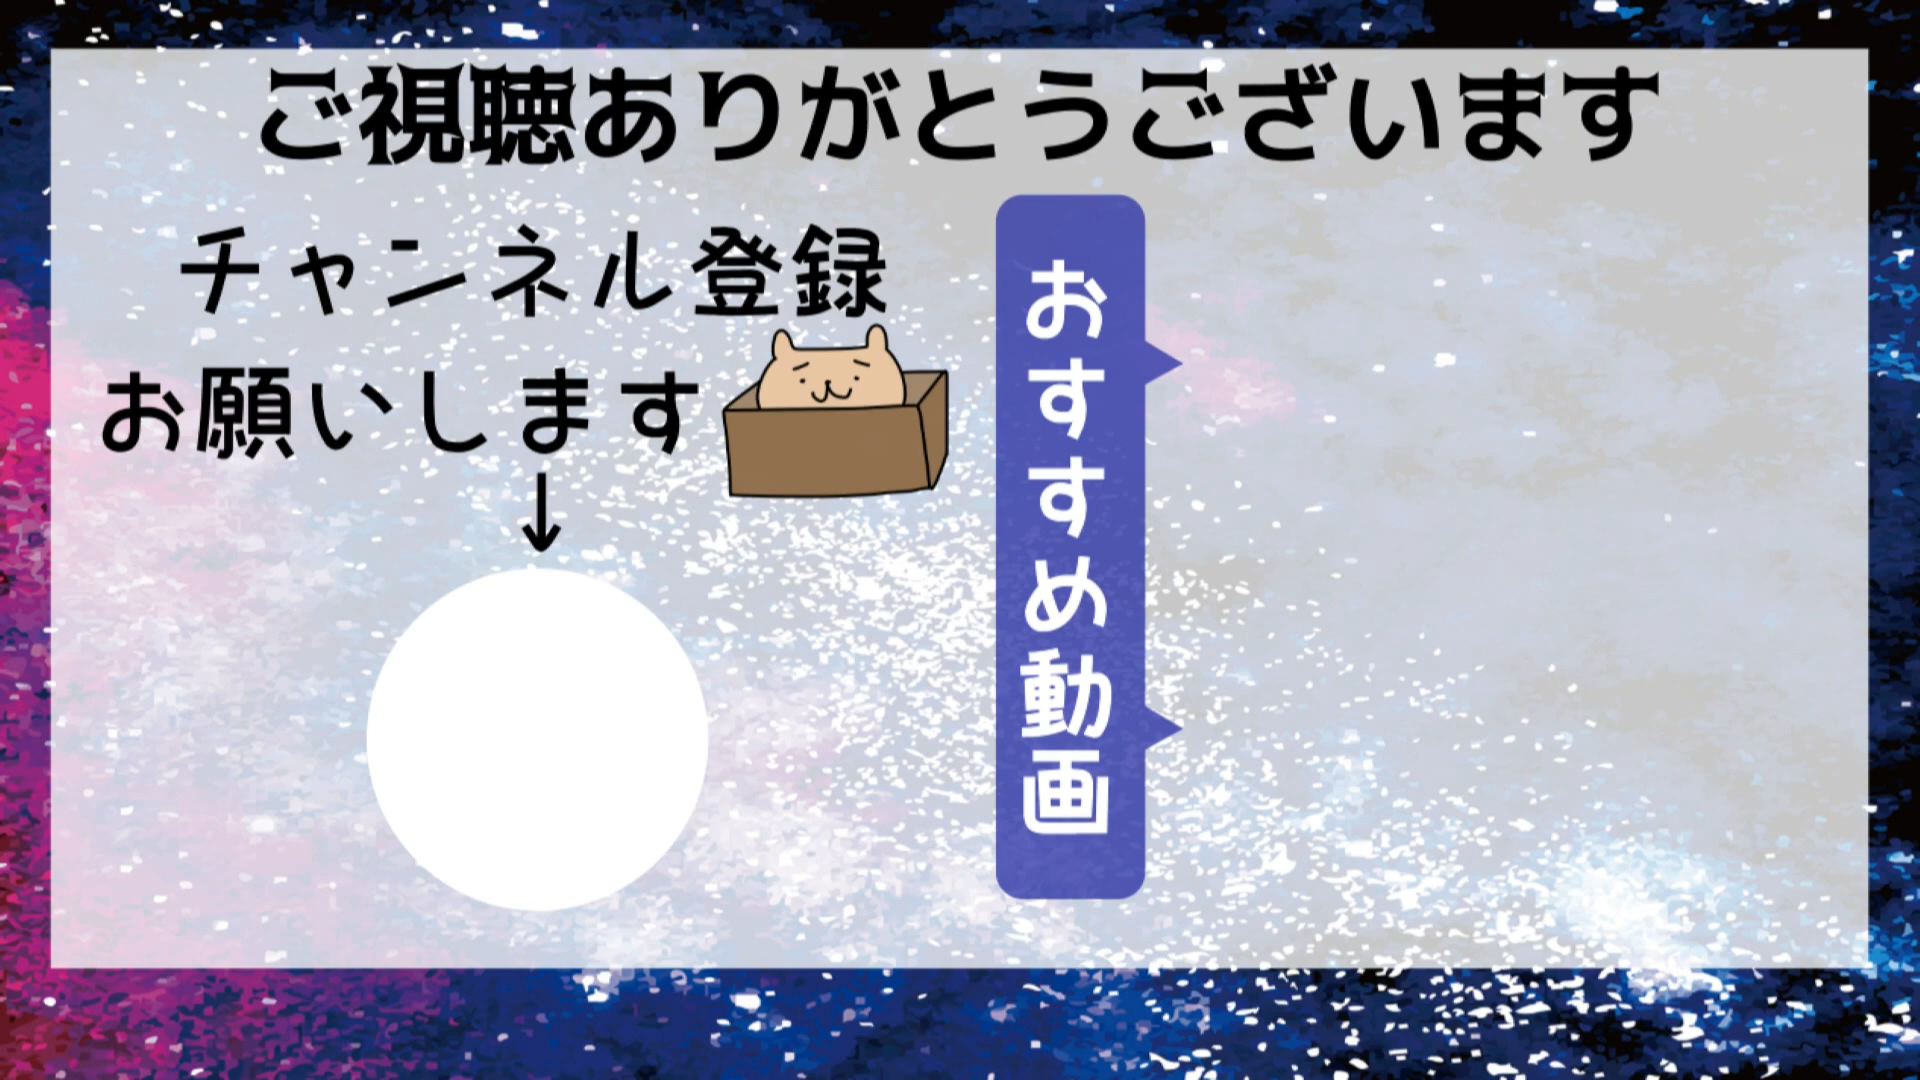 ご視聴ありがとうございます
チャンネル登録
お願いします
↓
おすすめ動画